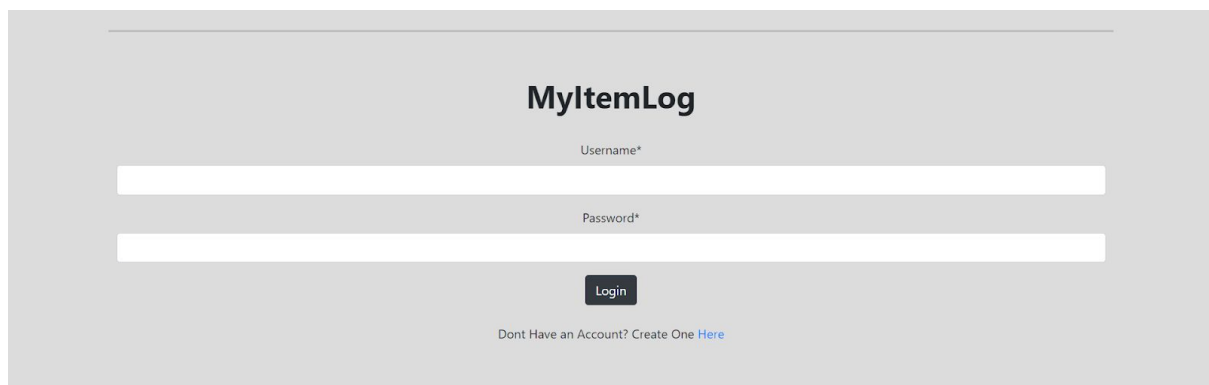 MyItemLog
Username*
Password*
Login
Dont Have an Account? Create One Here